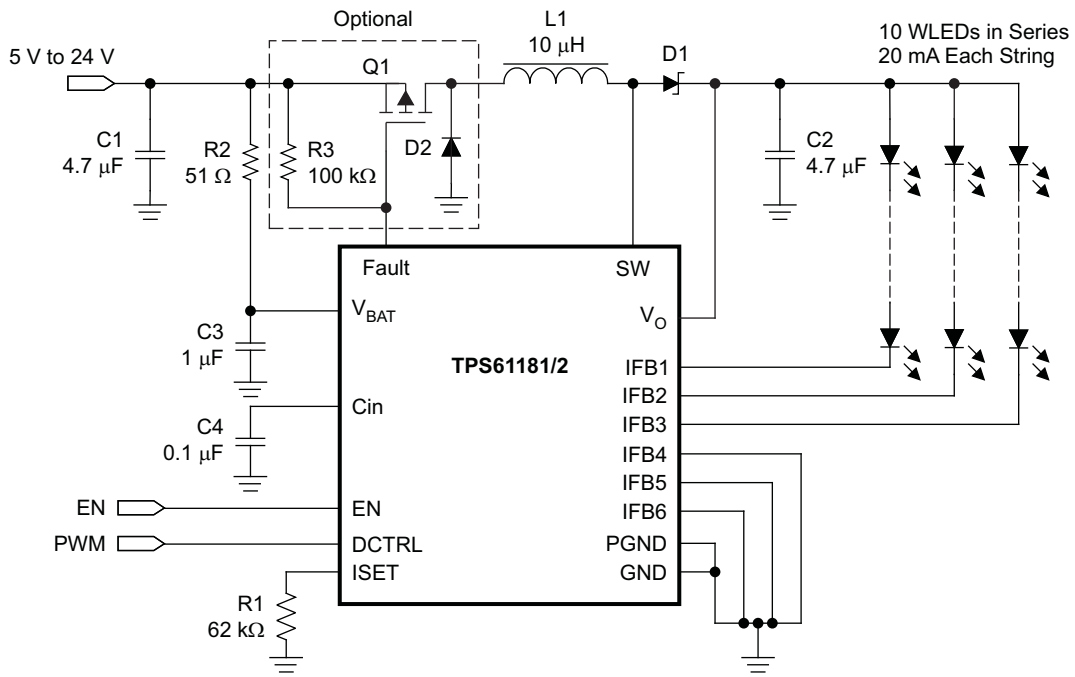 Optional
L1
10 μH
10 WLEDs in Series
20 mA Each String
5 V to 24 V
Q1
D1
C1
4.7 μF
R2
51 Ω
R3
100 kΩ
D2
C2
4.7 μF
Fault
SW
VBAT
VO
C3
1 μF
TPS61181/2
IFB1
IFB2
IFB3
IFB4
IFB5
IFB6
PGND
GND
Cin
C4
0.1 μF
EN
EN
PWM
DCTRL
ISET
R1
62 kΩ